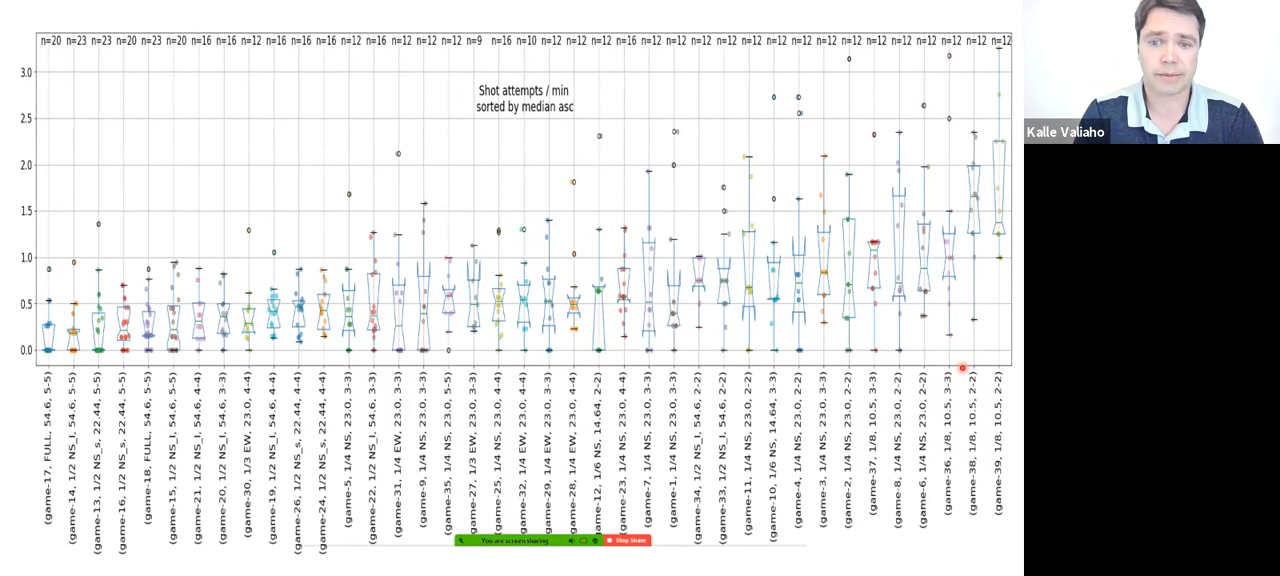 n=20 n=23 n=23 n=20 n=23 n=20 n=16 n=16 n=12 n=16 n=16 n=16 n=12 n=16 n=12 n=12 n=12 n=9 n=16 n=10 n=12 n=12 n=12 n=16 n=12 n=12 n=12 n=12 n=12 n=12 n=12 n=12 n=12 n=12 n=12 n=12 n=12 n=12 n=12
Shot attempts / min
sorted by median asc
3.0
2.5
2.0
1.5
1.0
0.5
0.0
(game-17, FULL, 54.6, 5-5)
(game-14, 1/2 NS_l, 54.6, 5-5)
(game-13, 1/2 NS_s, 22.44, 5-5)
(game-16, 1/2 NS_s, 22.44, 5-5)
(game-18, FULL, 54.6, 5-5)
(game-15, 1/2 NS_l, 54.6, 5-5)
(game-21, 1/2 NS_l, 54.6, 4-4)
(game-20, 1/2 NS_l, 54.6, 3-3)
(game-30, 1/3 EW, 23.0, 4-4)
(game-19, 1/2 NS_l, 54.6, 4-4)
(game-26, 1/2 NS_s, 22.44, 4-4)
(game-24, 1/2 NS_s, 22.44, 4-4)
(game-5, 1/4 NS, 23.0, 3-3)
(game-22, 1/2 NS_l, 54.6, 3-3)
(game-31, 1/4 EW, 23.0, 3-3)
(game-9, 1/4 NS, 23.0, 3-3)
(game-35, 1/4 NS, 23.0, 5-5)
(game-27, 1/3 EW, 23.0, 3-3)
(game-25, 1/4 NS, 23.0, 4-4)
(game-32, 1/4 EW, 23.0, 4-4)
(game-29, 1/4 EW, 23.0, 3-3)
(game-28, 1/4 EW, 23.0, 4-4)
(game-12, 1/6 NS, 14.64, 2-2)
(game-23, 1/4 NS, 23.0, 4-4)
(game-7, 1/4 NS, 23.0, 3-3)
(game-1, 1/4 NS, 23.0, 3-3)
(game-34, 1/2 NS_l, 54.6, 2-2)
(game-33, 1/2 NS_l, 54.6, 2-2)
(game-11, 1/4 NS, 23.0, 2-2)
(game-10, 1/6 NS, 14.64, 3-3)
(game-4, 1/4 NS, 23.0, 2-2)
(game-3, 1/4 NS, 23.0, 3-3)
(game-2, 1/4 NS, 23.0, 2-2)
(game-37, 1/8, 10.5, 3-3)
(game-8, 1/4 NS, 23.0, 2-2)
(game-6, 1/4 NS, 23.0, 2-2)
(game-36, 1/8, 10.5, 3-3)
(game-38, 1/8, 10.5, 2-2)
(game-39, 1/8, 10.5, 2-2)
You are screen sharing
Stop Share
Kalle Valiaho